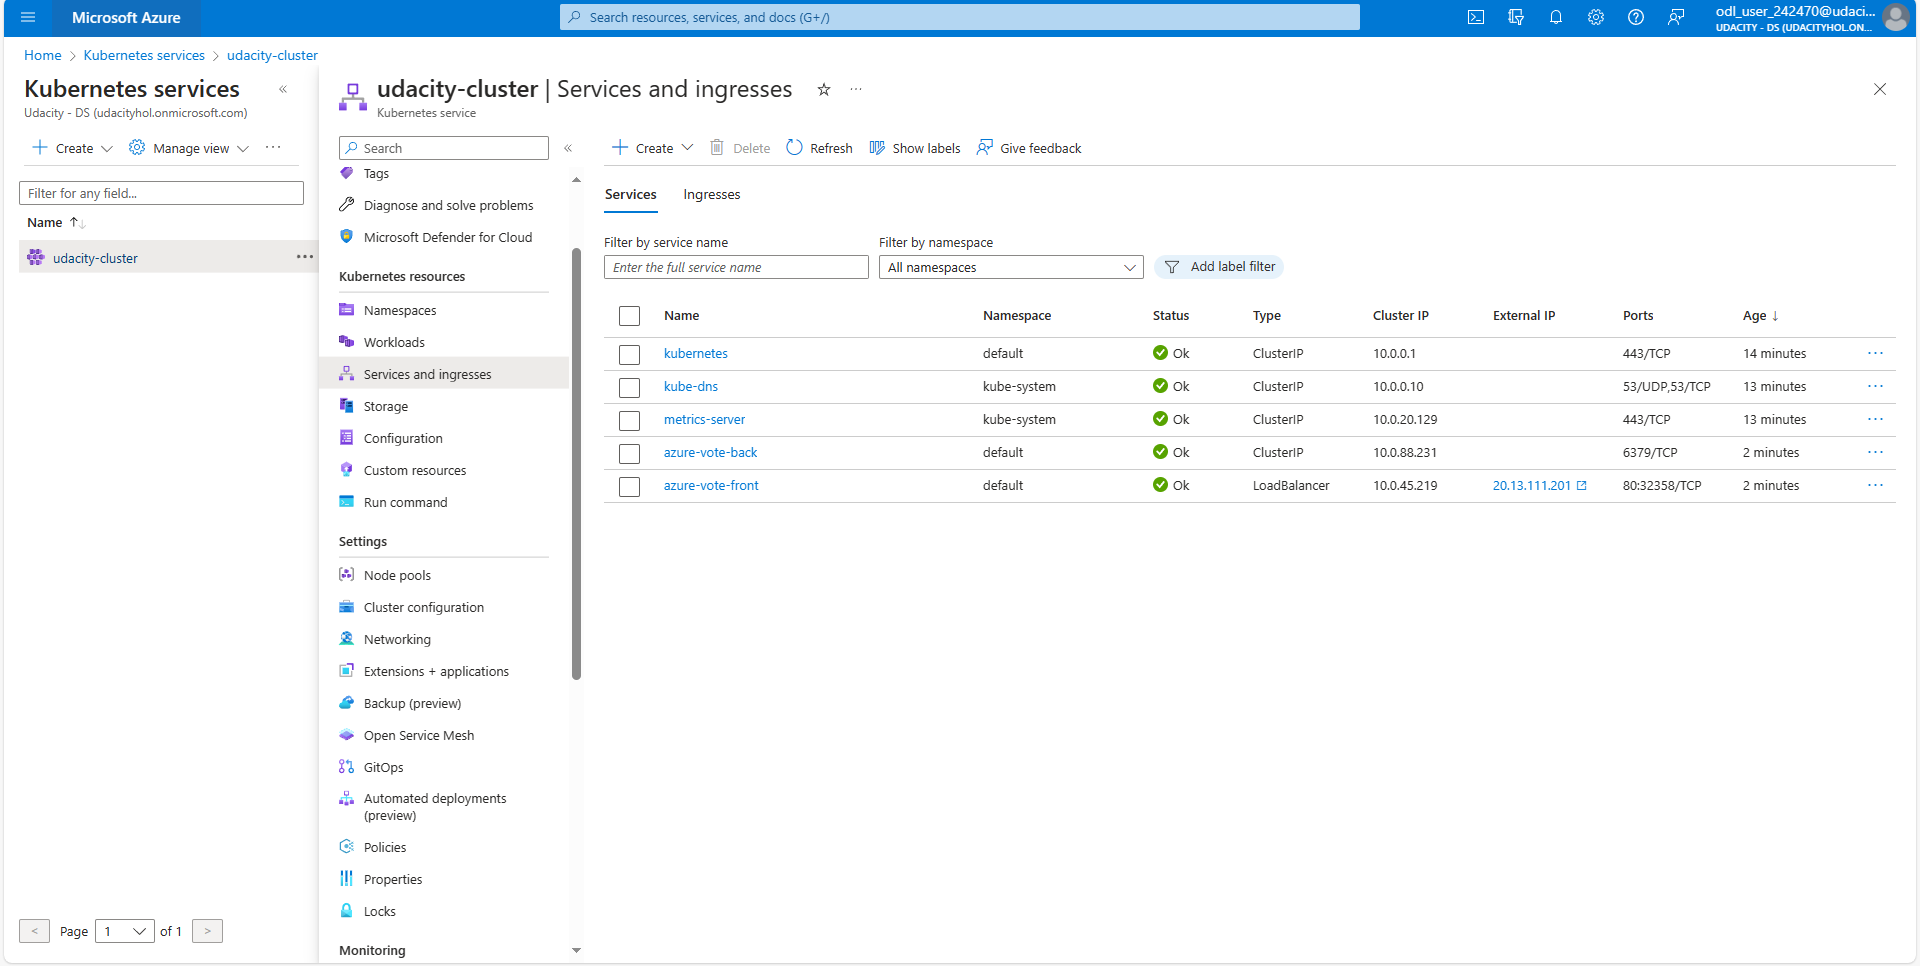 Microsoft Azure
Search resources, services, and docs (G+/)
odl_user_242470@udaci...
UDACITY - DS (UDACITYHOL.ON...
Home > Kubernetes services > udacity-cluster
Kubernetes services
Udacity - DS (udacityhol.onmicrosoft.com)
Create
Manage view
Filter for any field...
Name
udacity-cluster
Page 1 of 1
udacity-cluster | Services and ingresses
Kubernetes service
Search
Tags
Diagnose and solve problems
Microsoft Defender for Cloud
Kubernetes resources
Namespaces
Workloads
Services and ingresses
Storage
Configuration
Custom resources
Run command
Settings
Node pools
Cluster configuration
Networking
Extensions + applications
Backup (preview)
Open Service Mesh
GitOps
Automated deployments
(preview)
Policies
Properties
Locks
Monitoring
Create Delete Refresh Show labels Give feedback
Services Ingresses
Filter by service name Filter by namespace
Enter the full service name All namespaces Add label filter
Name Namespace Status Type Cluster IP External IP Ports Age
kubernetes default Ok ClusterIP 10.0.0.1 443/TCP 14 minutes
kube-dns kube-system Ok ClusterIP 10.0.0.10 53/UDP,53/TCP 13 minutes
metrics-server kube-system Ok ClusterIP 10.0.20.129 443/TCP 13 minutes
azure-vote-back default Ok ClusterIP 10.0.88.231 6379/TCP 2 minutes
azure-vote-front default Ok LoadBalancer 10.0.45.219 20.13.111.201 80:32358/TCP 2 minutes